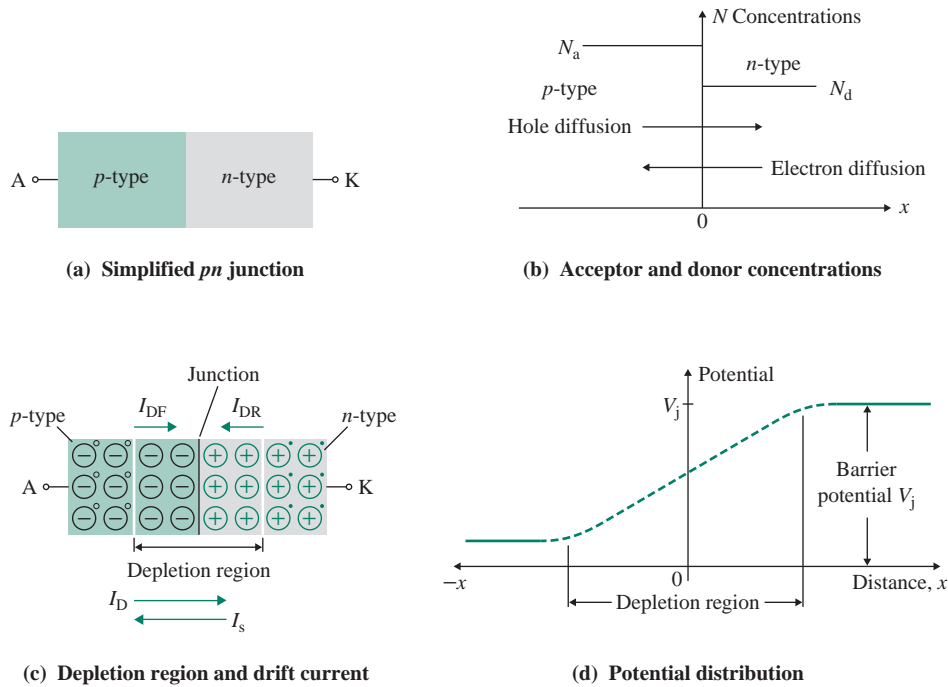 A
p-type
n-type
K
(a) Simplified pn junction
N Concentrations
Na
n-type
p-type
Nd
Hole diffusion
Electron diffusion
0
x
(b) Acceptor and donor concentrations
Junction
p-type
IDF
IDR
n-type
− − − − + + + +
A
− − − − + + + +
K
− − − − + + + +
Depletion region
ID
Is
(c) Depletion region and drift current
Potential
Vj
Barrier
potential Vj
−x
0
Distance, x
Depletion region
(d) Potential distribution